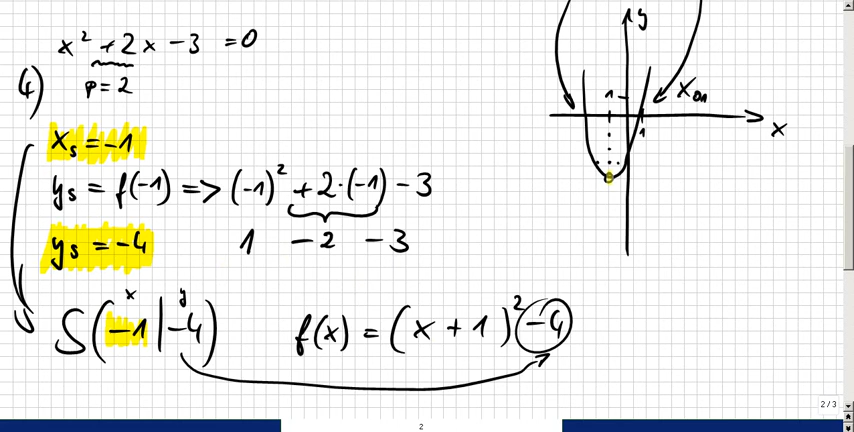 x² + 2x - 3 = 0
4)
p = 2
xₛ = -1
yₛ = f(-1) => (-1)² + 2·(-1) - 3
yₛ = -4 1 - 2 - 3
x y
S(-1 | -4) f(x) = (x + 1)² - 4
y
1
x₀₁
1
x
2
2 / 3